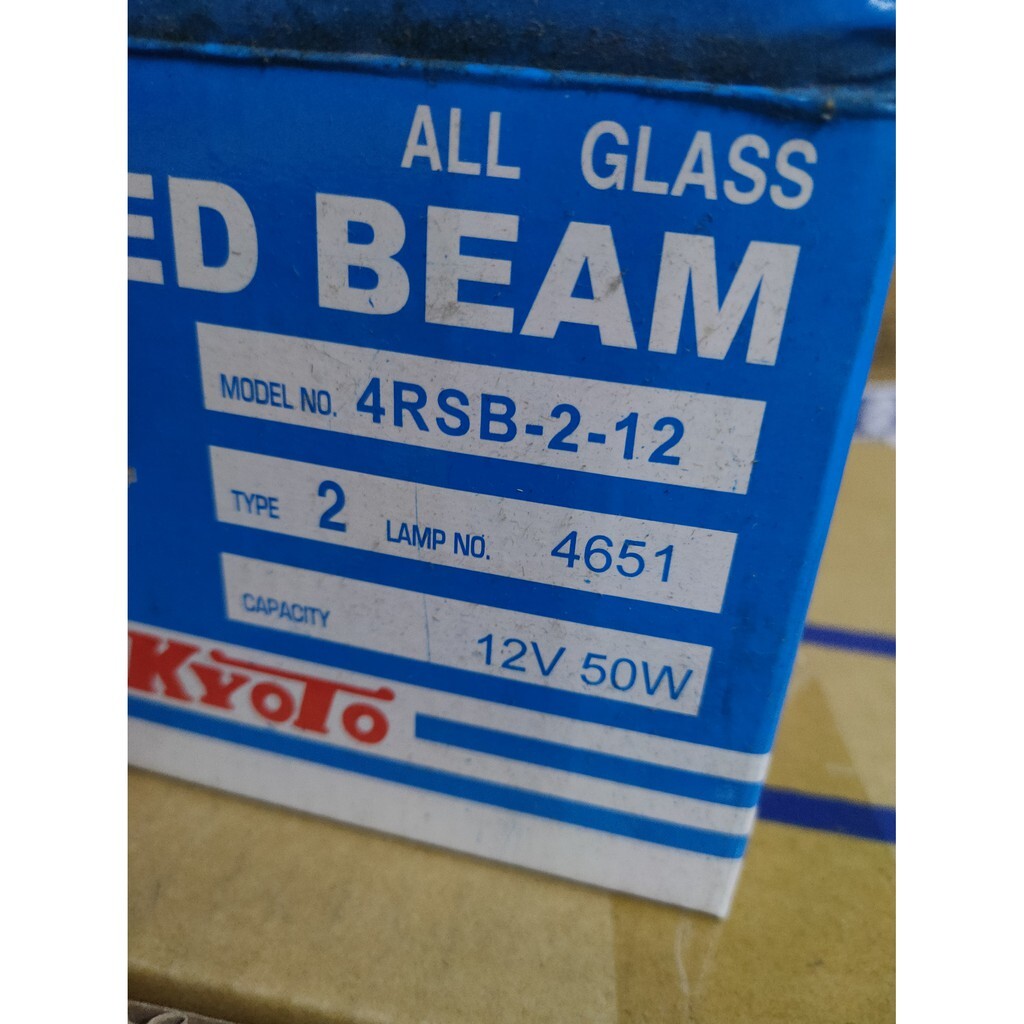 ALL GLASS
ED BEAM
MODEL NO. 4RSB-2-12
TYPE 2 LAMP NO. 4651
CAPACITY 12V 50W
KYOTO